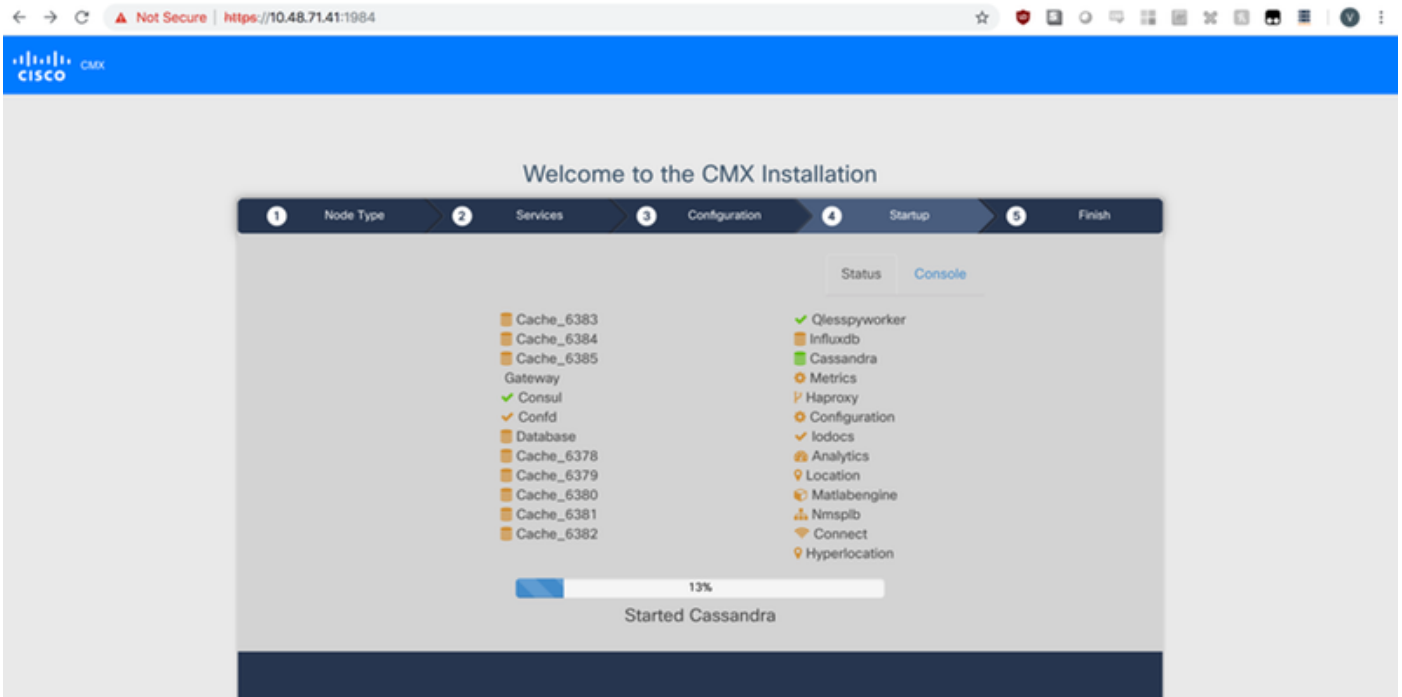 Not Secure | https://10.48.71.41:1984
V
CISCO CMX
Welcome to the CMX Installation
1 Node Type 2 Services 3 Configuration 4 Startup 5 Finish
Status Console
Cache_6383
Cache_6384
Cache_6385
Gateway
Consul
Confd
Database
Cache_6378
Cache_6379
Cache_6380
Cache_6381
Cache_6382
Qlesspyworker
Influxdb
Cassandra
Metrics
Haproxy
Configuration
Iodocs
Analytics
Location
Matlabengine
Nmsplb
Connect
Hyperlocation
13%
Started Cassandra